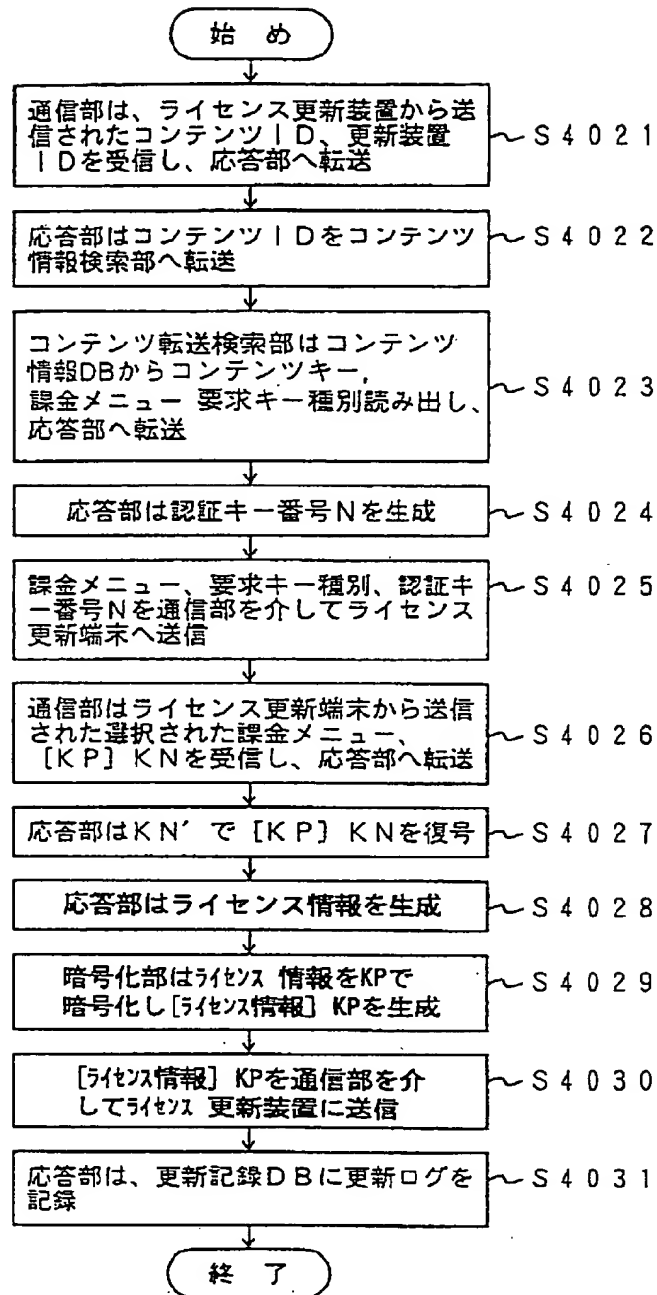 始 め
通信部は、ライセンス更新装置から送
信されたコンテンツID、更新装置
IDを受信し、応答部へ転送
S4021
応答部はコンテンツIDをコンテンツ
情報検索部へ転送
S4022
コンテンツ転送検索部はコンテンツ
情報DBからコンテンツキー,
課金メニュー 要求キー種別読み出し、
応答部へ転送
S4023
応答部は認証キー番号Nを生成
S4024
課金メニュー、要求キー種別、認証キ
ー番号Nを通信部を介してライセンス
更新端末へ送信
S4025
通信部はライセンス更新端末から送信
された選択された課金メニュー、
[KP] KNを受信し、応答部へ転送
S4026
応答部はKN′で[KP] KNを復号
S4027
応答部はライセンス情報を生成
S4028
暗号化部はライセンス 情報をKPで
暗号化し[ライセンス情報] KPを生成
S4029
[ライセンス情報] KPを通信部を介
してライセンス 更新装置に送信
S4030
応答部は、更新記録DBに更新ログを
記録
S4031
終 了